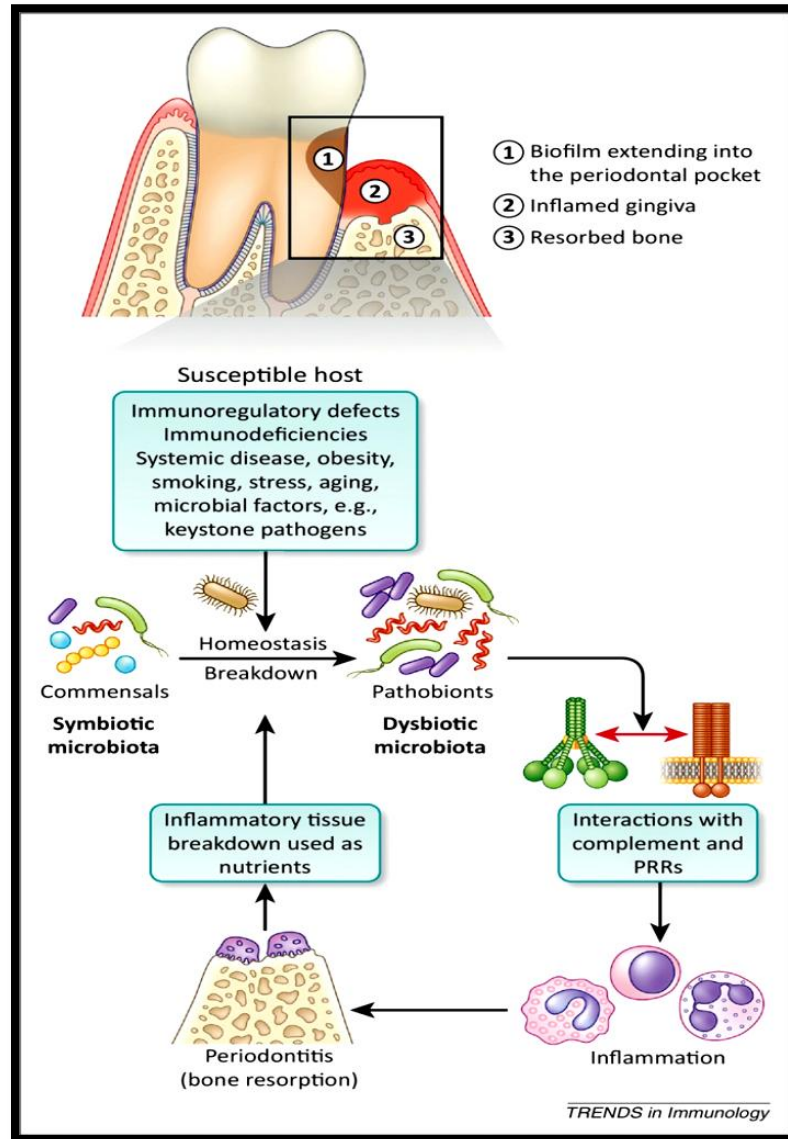 1
2
3
① Biofilm extending into
the periodontal pocket
② Inflamed gingiva
③ Resorbed bone
Susceptible host
Immunoregulatory defects
Immunodeficiencies
Systemic disease, obesity,
smoking, stress, aging,
microbial factors, e.g.,
keystone pathogens
Homeostasis
Breakdown
Commensals
Symbiotic
microbiota
Pathobionts
Dysbiotic
microbiota
Inflammatory tissue
breakdown used as
nutrients
Interactions with
complement and
PRRs
Periodontitis
(bone resorption)
Inflammation
TRENDS in Immunology